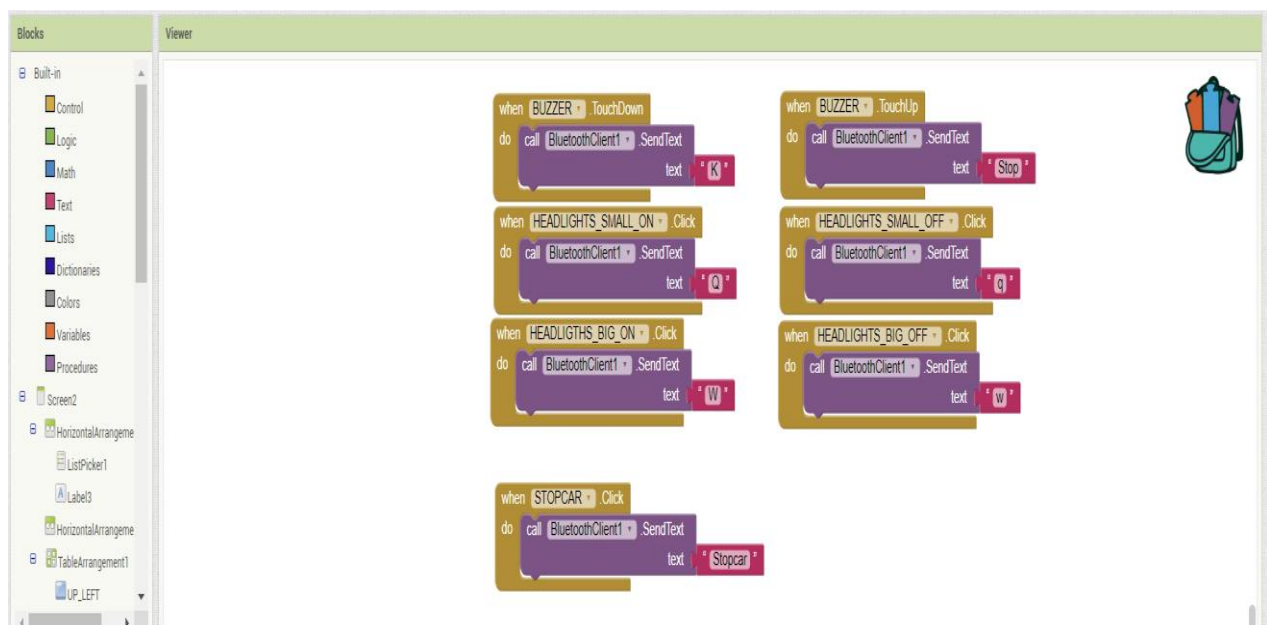 Blocks
Viewer
Built-in
Control
Logic
Math
Text
Lists
Dictionaries
Colors
Variables
Procedures
Screen2
HorizontalArrangeme
ListPicker1
Label3
HorizontalArrangeme
TableArrangement1
UP_LEFT
when BUZZER .TouchDown
do call BluetoothClient1 .SendText
text " K "
when BUZZER .TouchUp
do call BluetoothClient1 .SendText
text " Stop "
when HEADLIGHTS_SMALL_ON .Click
do call BluetoothClient1 .SendText
text " Q "
when HEADLIGHTS_SMALL_OFF .Click
do call BluetoothClient1 .SendText
text " q "
when HEADLIGTHS_BIG_ON .Click
do call BluetoothClient1 .SendText
text " W "
when HEADLIGHTS_BIG_OFF .Click
do call BluetoothClient1 .SendText
text " w "
when STOPCAR .Click
do call BluetoothClient1 .SendText
text " Stopcar "